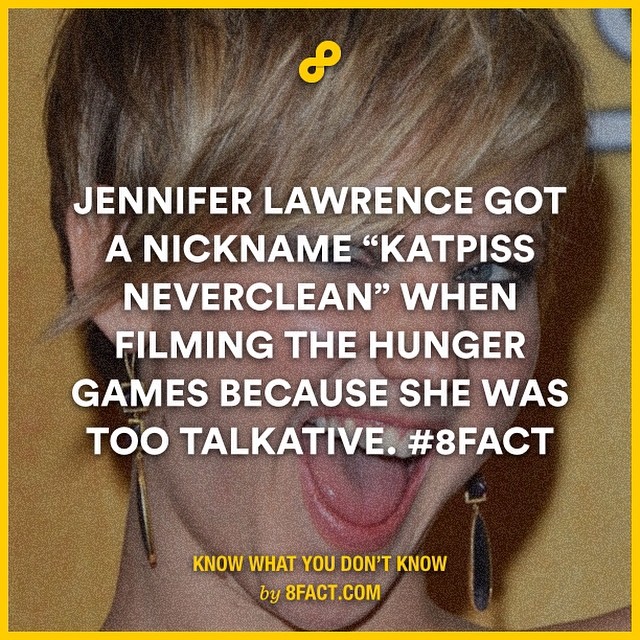 JENNIFER LAWRENCE GOT
A NICKNAME “KATPISS
NEVERCLEAN” WHEN
FILMING THE HUNGER
GAMES BECAUSE SHE WAS
TOO TALKATIVE. #8FACT
KNOW WHAT YOU DON'T KNOW
by 8FACT.COM